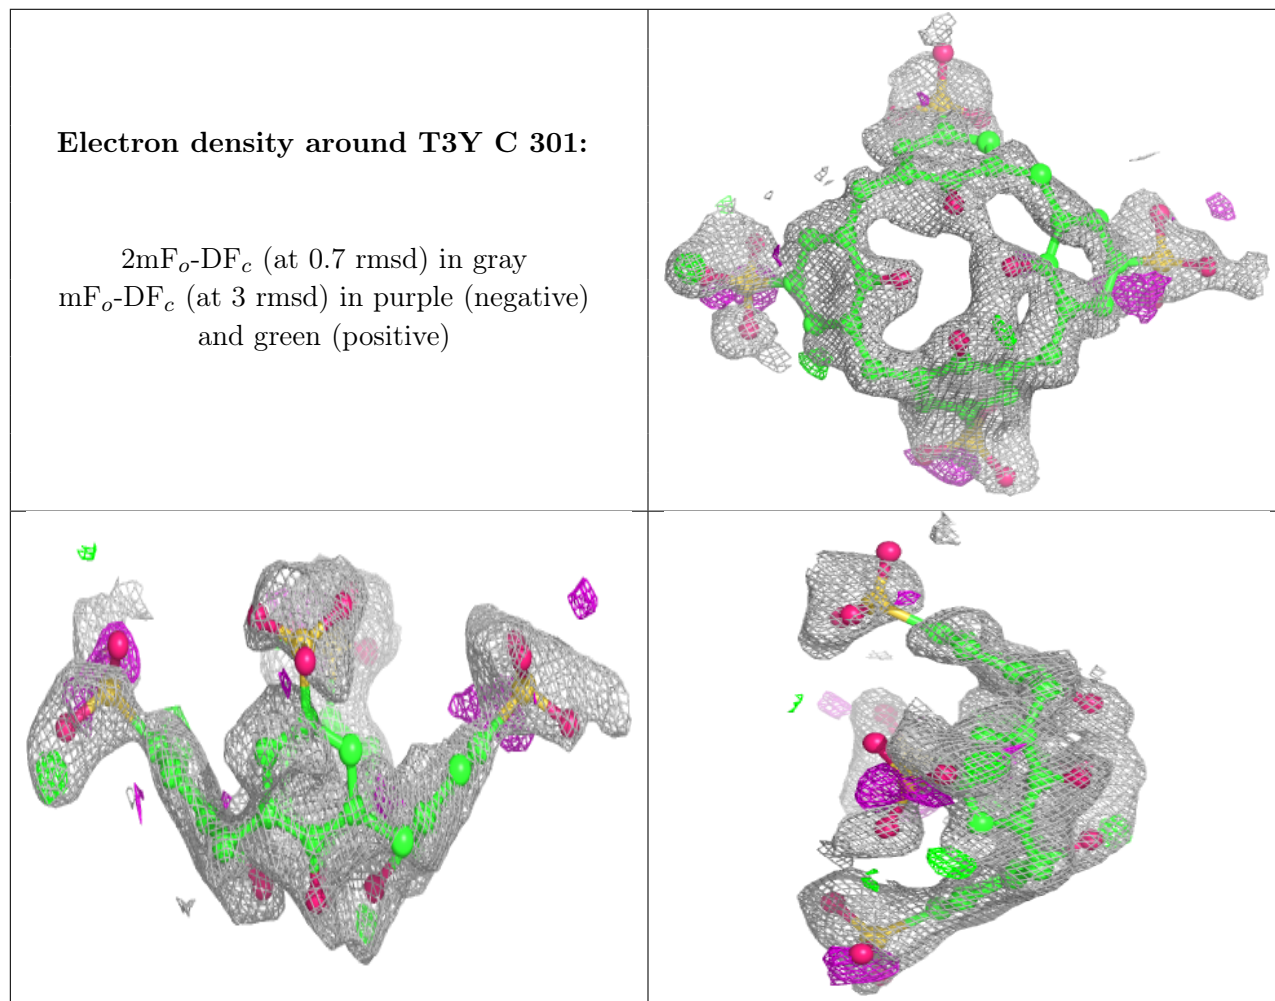 Electron density around T3Y C 301:
2mFo-DFc (at 0.7 rmsd) in gray
mFo-DFc (at 3 rmsd) in purple (negative)
and green (positive)